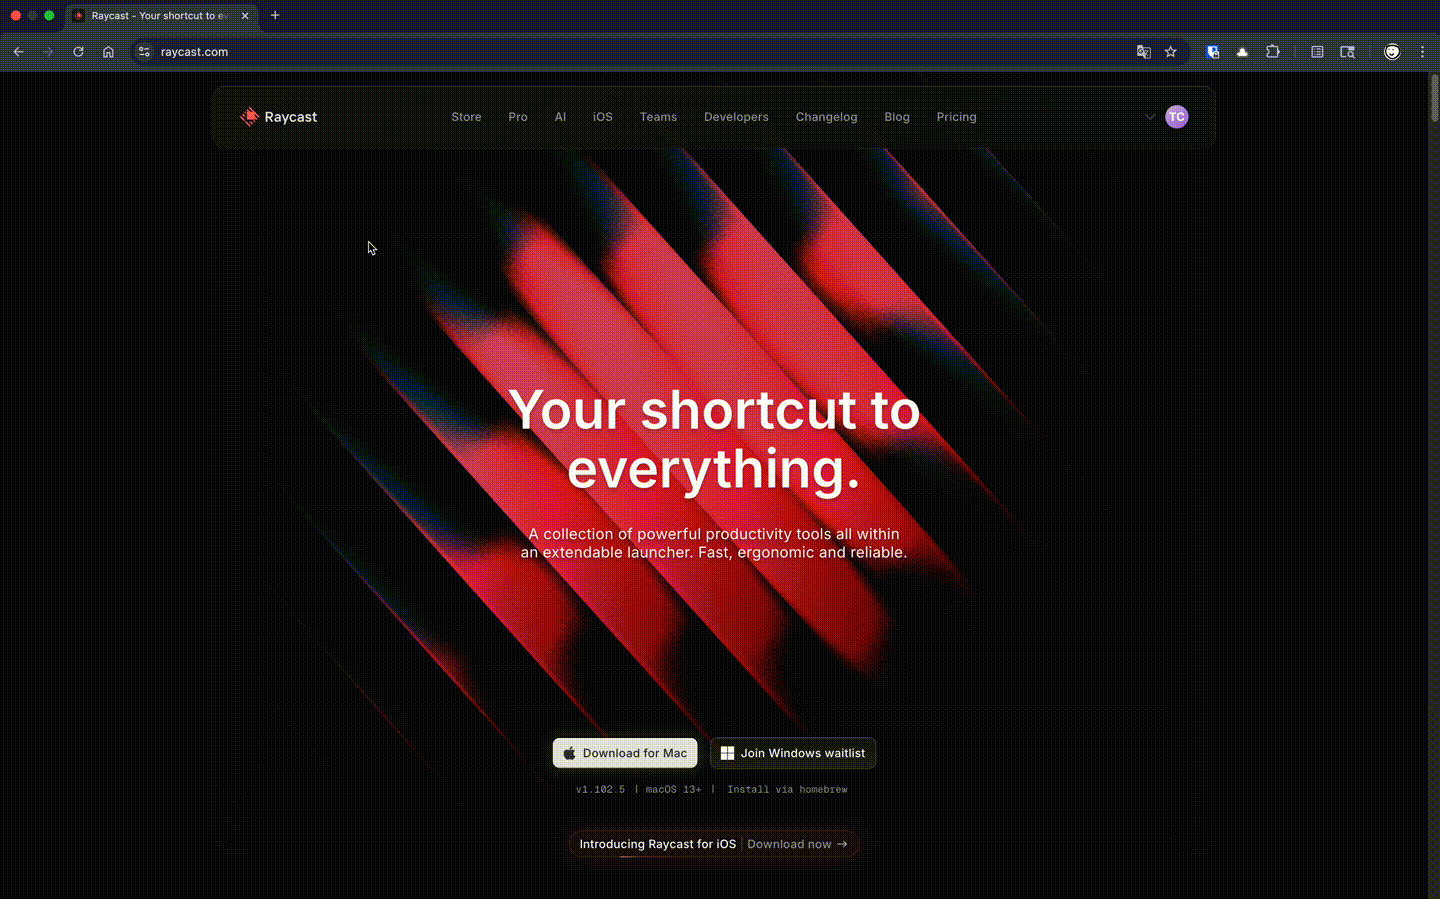 Raycast - Your shortcut to ev
raycast.com
Raycast
Store
Pro
AI
iOS
Teams
Developers
Changelog
Blog
Pricing
TC
Your shortcut to
everything.
A collection of powerful productivity tools all within
an extendable launcher. Fast, ergonomic and reliable.
Download for Mac
Join Windows waitlist
v1.102.5 | macOS 13+ | Install via homebrew
Introducing Raycast for iOS | Download now →